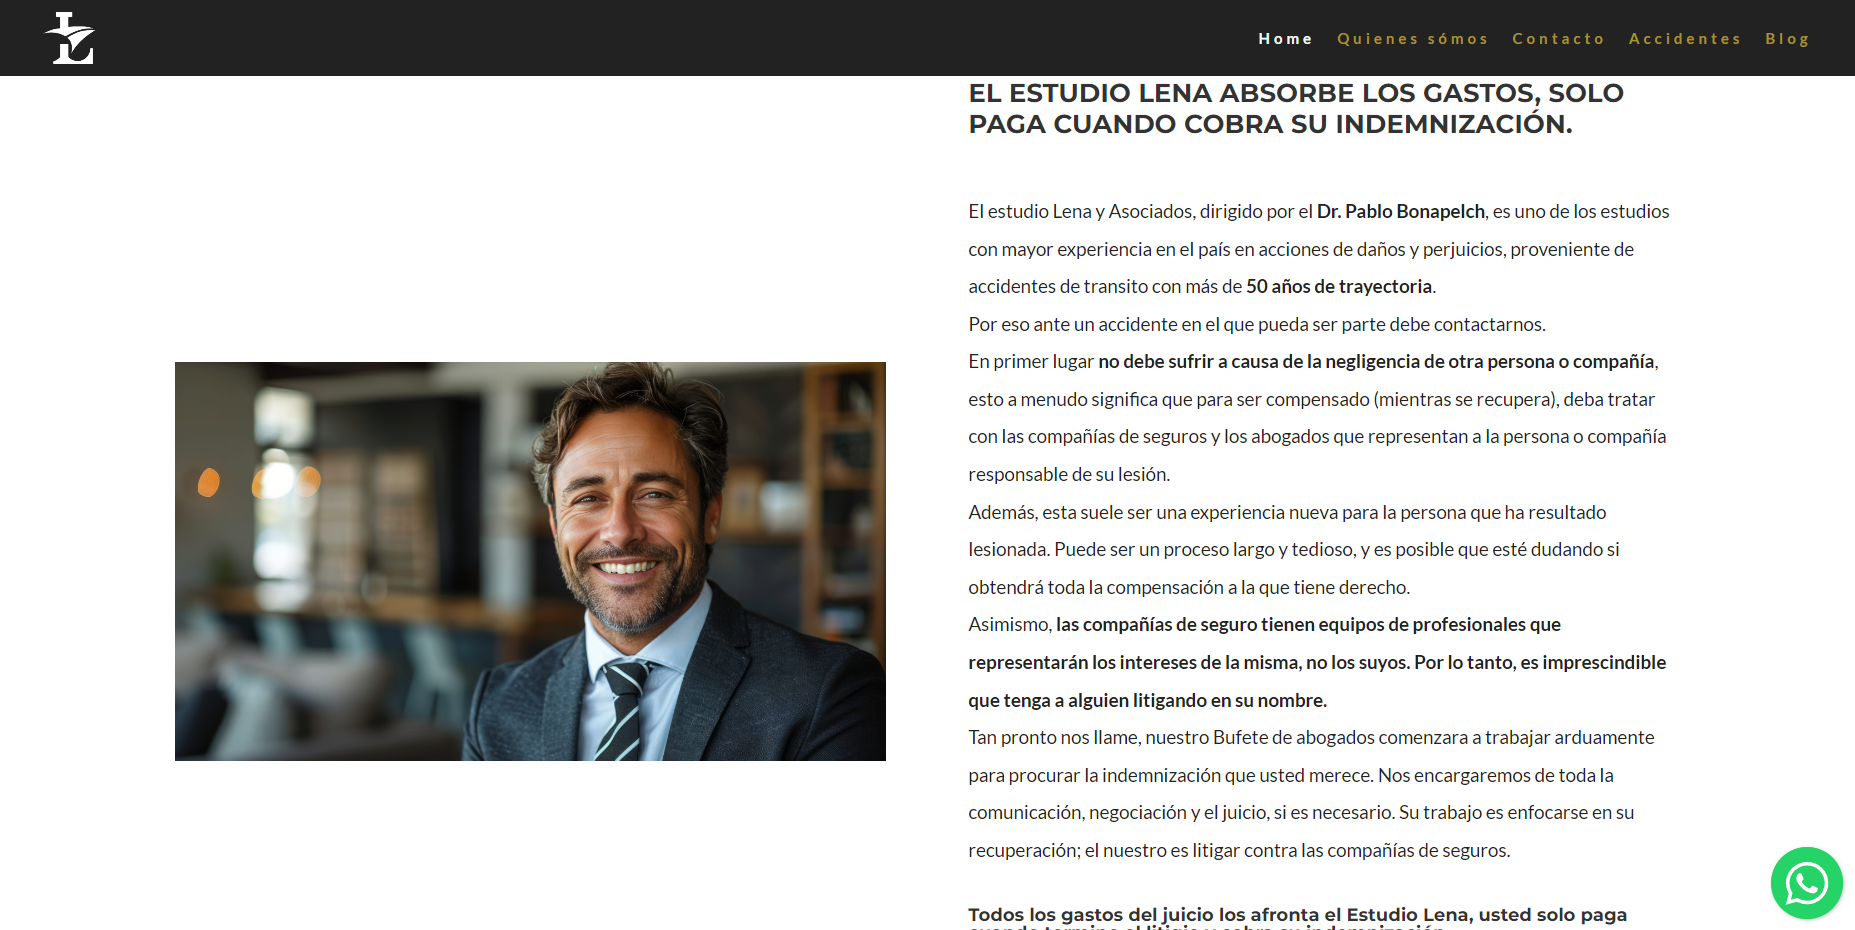 Home Quienes sómos Contacto Accidentes Blog
EL ESTUDIO LENA ABSORBE LOS GASTOS, SOLO
PAGA CUANDO COBRA SU INDEMNIZACIÓN.
El estudio Lena y Asociados, dirigido por el Dr. Pablo Bonapelch, es uno de los estudios
con mayor experiencia en el país en acciones de daños y perjuicios, proveniente de
accidentes de transito con más de 50 años de trayectoria.
Por eso ante un accidente en el que pueda ser parte debe contactarnos.
En primer lugar no debe sufrir a causa de la negligencia de otra persona o compañía,
esto a menudo significa que para ser compensado (mientras se recupera), deba tratar
con las compañías de seguros y los abogados que representan a la persona o compañía
responsable de su lesión.
Además, esta suele ser una experiencia nueva para la persona que ha resultado
lesionada. Puede ser un proceso largo y tedioso, y es posible que esté dudando si
obtendrá toda la compensación a la que tiene derecho.
Asimismo, las compañías de seguro tienen equipos de profesionales que
representarán los intereses de la misma, no los suyos. Por lo tanto, es imprescindible
que tenga a alguien litigando en su nombre.
Tan pronto nos llame, nuestro Bufete de abogados comenzara a trabajar arduamente
para procurar la indemnización que usted merece. Nos encargaremos de toda la
comunicación, negociación y el juicio, si es necesario. Su trabajo es enfocarse en su
recuperación; el nuestro es litigar contra las compañías de seguros.
Todos los gastos del juicio los afronta el Estudio Lena, usted solo paga
cuando termine el litigio y cobra su indemnización